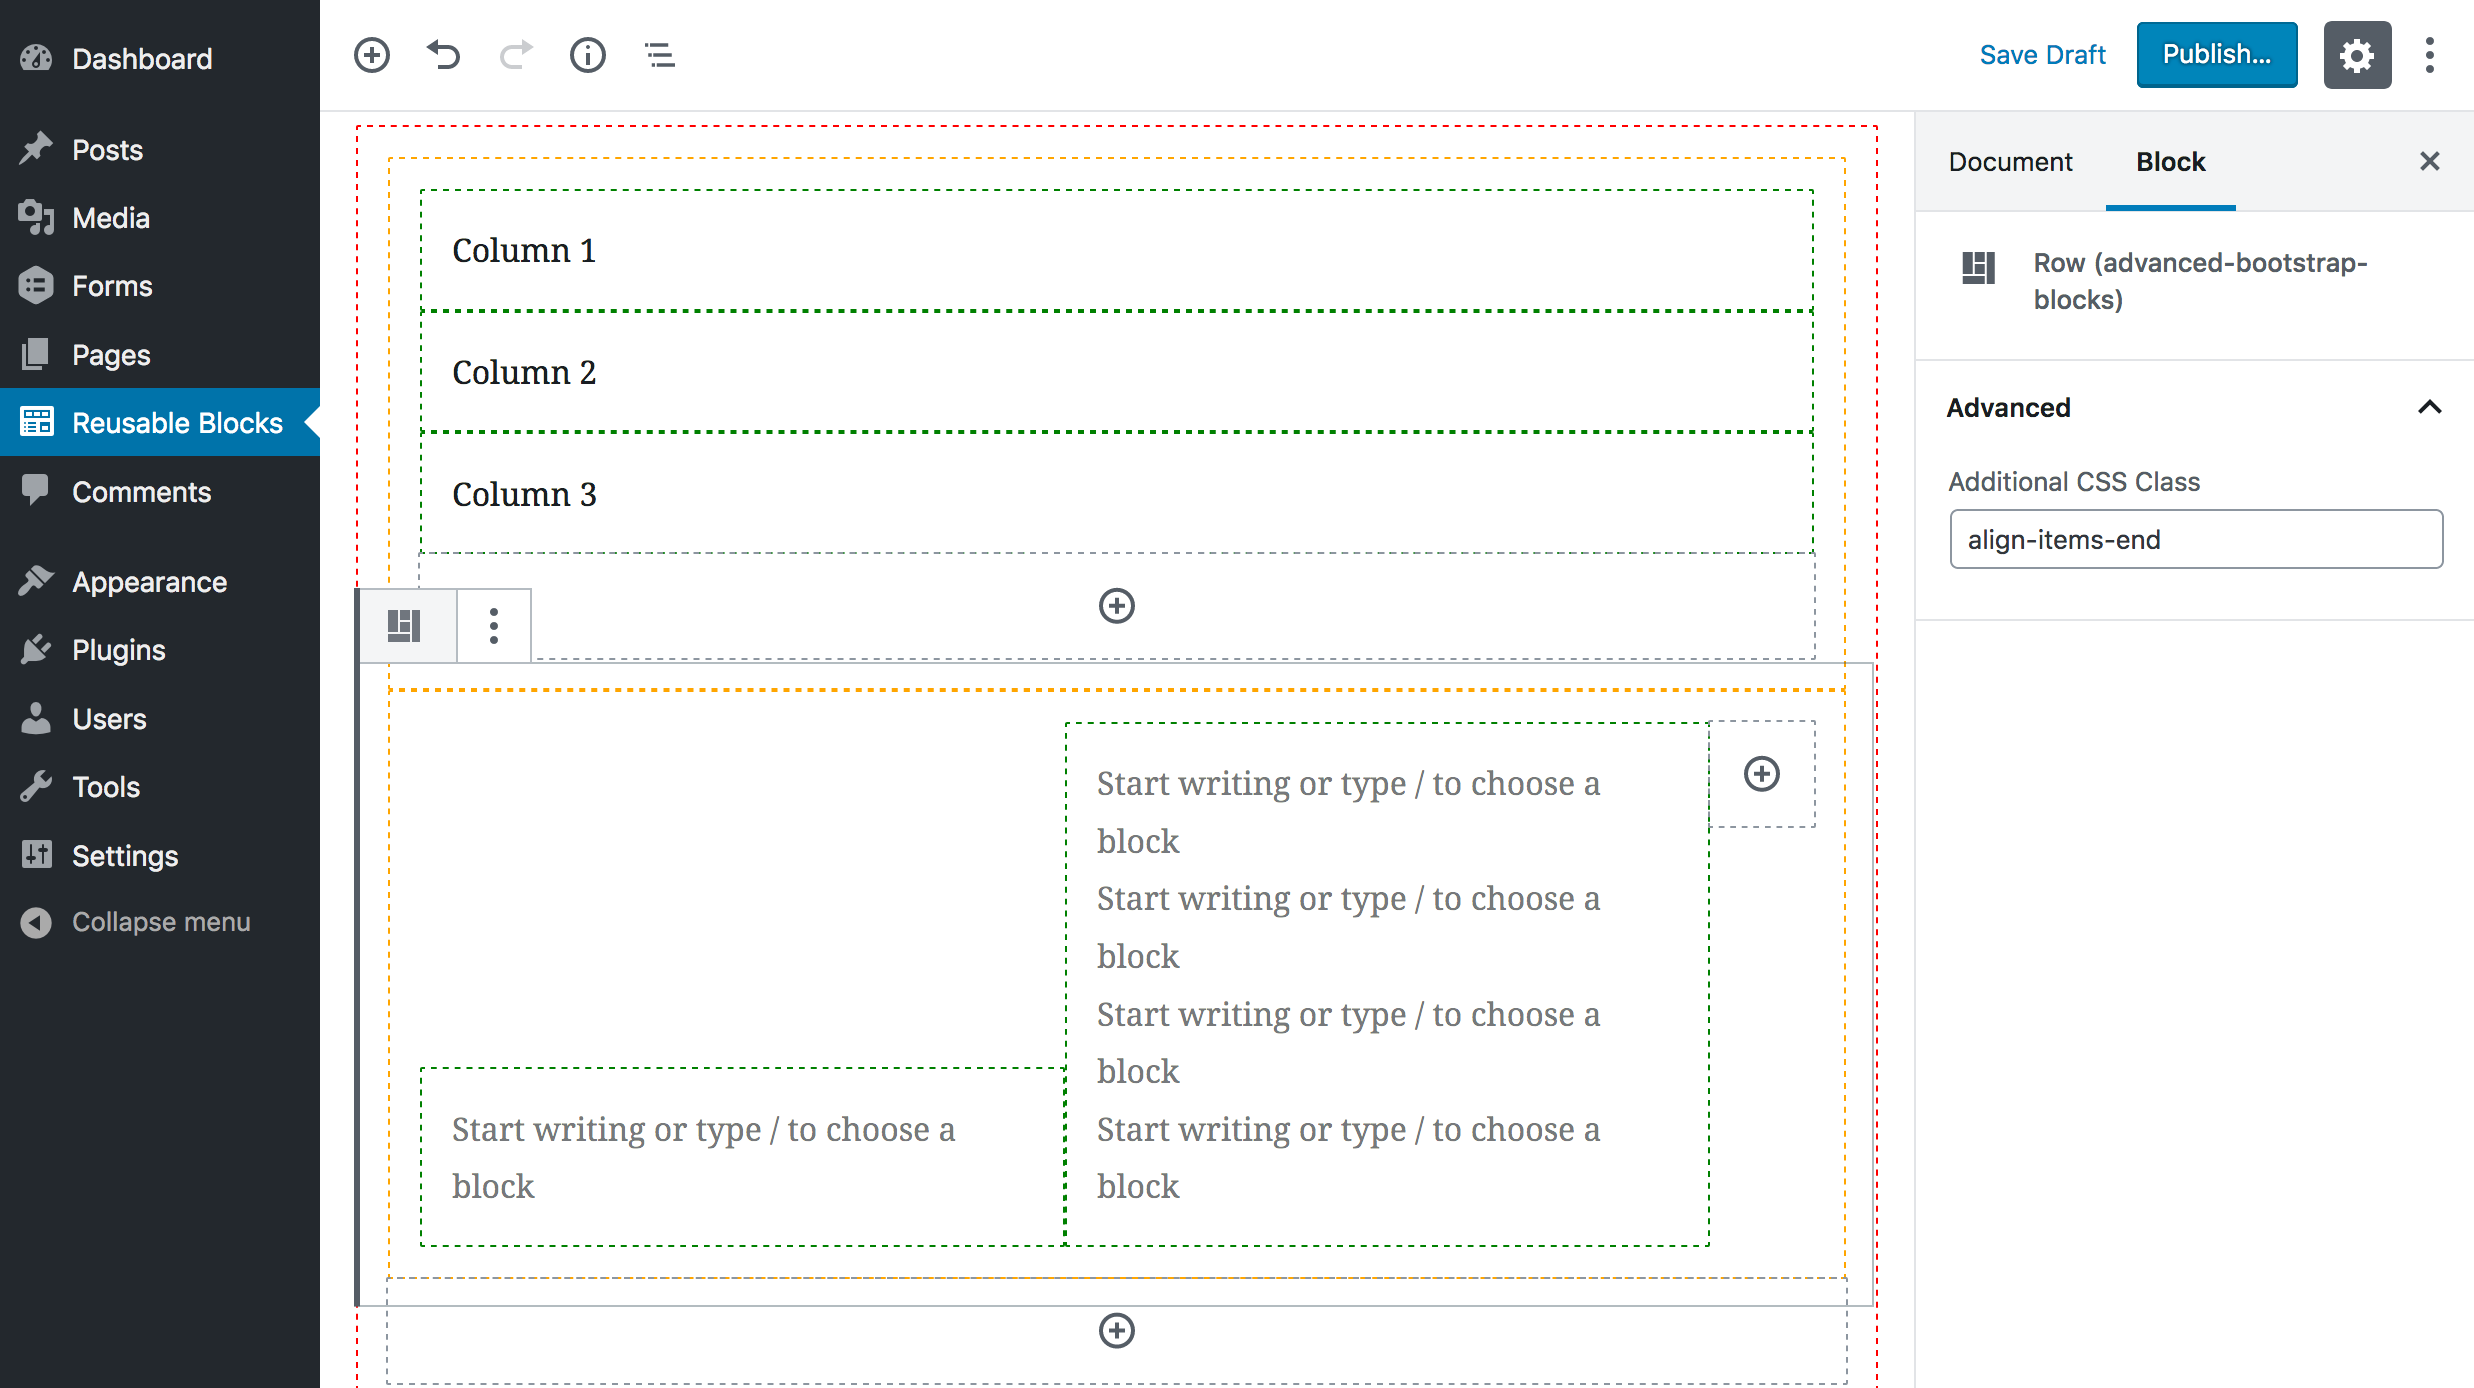 Dashboard
Posts
Media
Forms
Pages
Reusable Blocks
Comments
Appearance
Plugins
Users
Tools
Settings
Collapse menu
Save Draft
Publish...
Column 1
Column 2
Column 3
Start writing or type / to choose a
block
Start writing or type / to choose a
block
Start writing or type / to choose a
block
Start writing or type / to choose a
block
Start writing or type / to choose a
block
Document
Block
Row (advanced-bootstrap-
blocks)
Advanced
Additional CSS Class
align-items-end